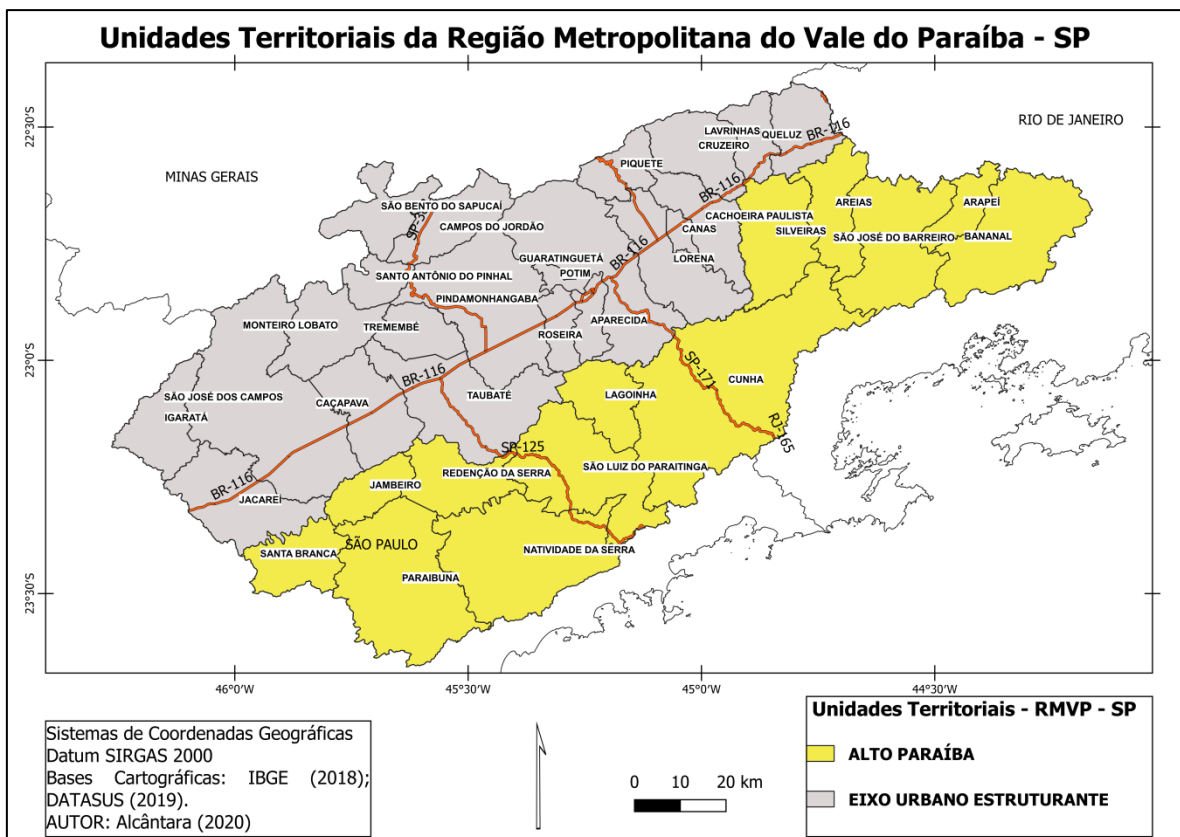 Unidades Territoriais da Região Metropolitana do Vale do Paraíba - SP
22°30'S
23°0'S
23°30'S
22°30'S
23°0'S
23°30'S
RIO DE JANEIRO
MINAS GERAIS
LAVRINHAS
QUELUZ
BR-116
CRUZEIRO
PIQUETE
BR-116
SÃO BENTO DO SAPUCAÍ
CAMPOS DO JORDÃO
CACHOEIRA PAULISTA
AREIAS
ARAPEÍ
CANAS
SILVEIRAS
SÃO JOSÉ DO BARREIRO
BANANAL
GUARATINGUETÁ
BR-116
LORENA
POTIM
SANTO ANTÔNIO DO PINHAL
PINDAMONHANGABA
MONTEIRO LOBATO
TREMEMBÉ
ROSEIRA
APARECIDA
BR-116
SP-171
CUNHA
SÃO JOSÉ DOS CAMPOS
CAÇAPAVA
TAUBATÉ
LAGOINHA
IGARATÁ
RJ-165
SP-125
REDENÇÃO DA SERRA
SÃO LUIZ DO PARAITINGA
BR-116
JACAREÍ
JAMBEIRO
SANTA BRANCA
SÃO PAULO
NATIVIDADE DA SERRA
PARAIBUNA
46°0'W
45°30'W
45°0'W
44°30'W
Sistemas de Coordenadas Geográficas
Datum SIRGAS 2000
Bases Cartográficas: IBGE (2018);
DATASUS (2019).
AUTOR: Alcântara (2020)
0 10 20 km
Unidades Territoriais - RMVP - SP
ALTO PARAÍBA
EIXO URBANO ESTRUTURANTE